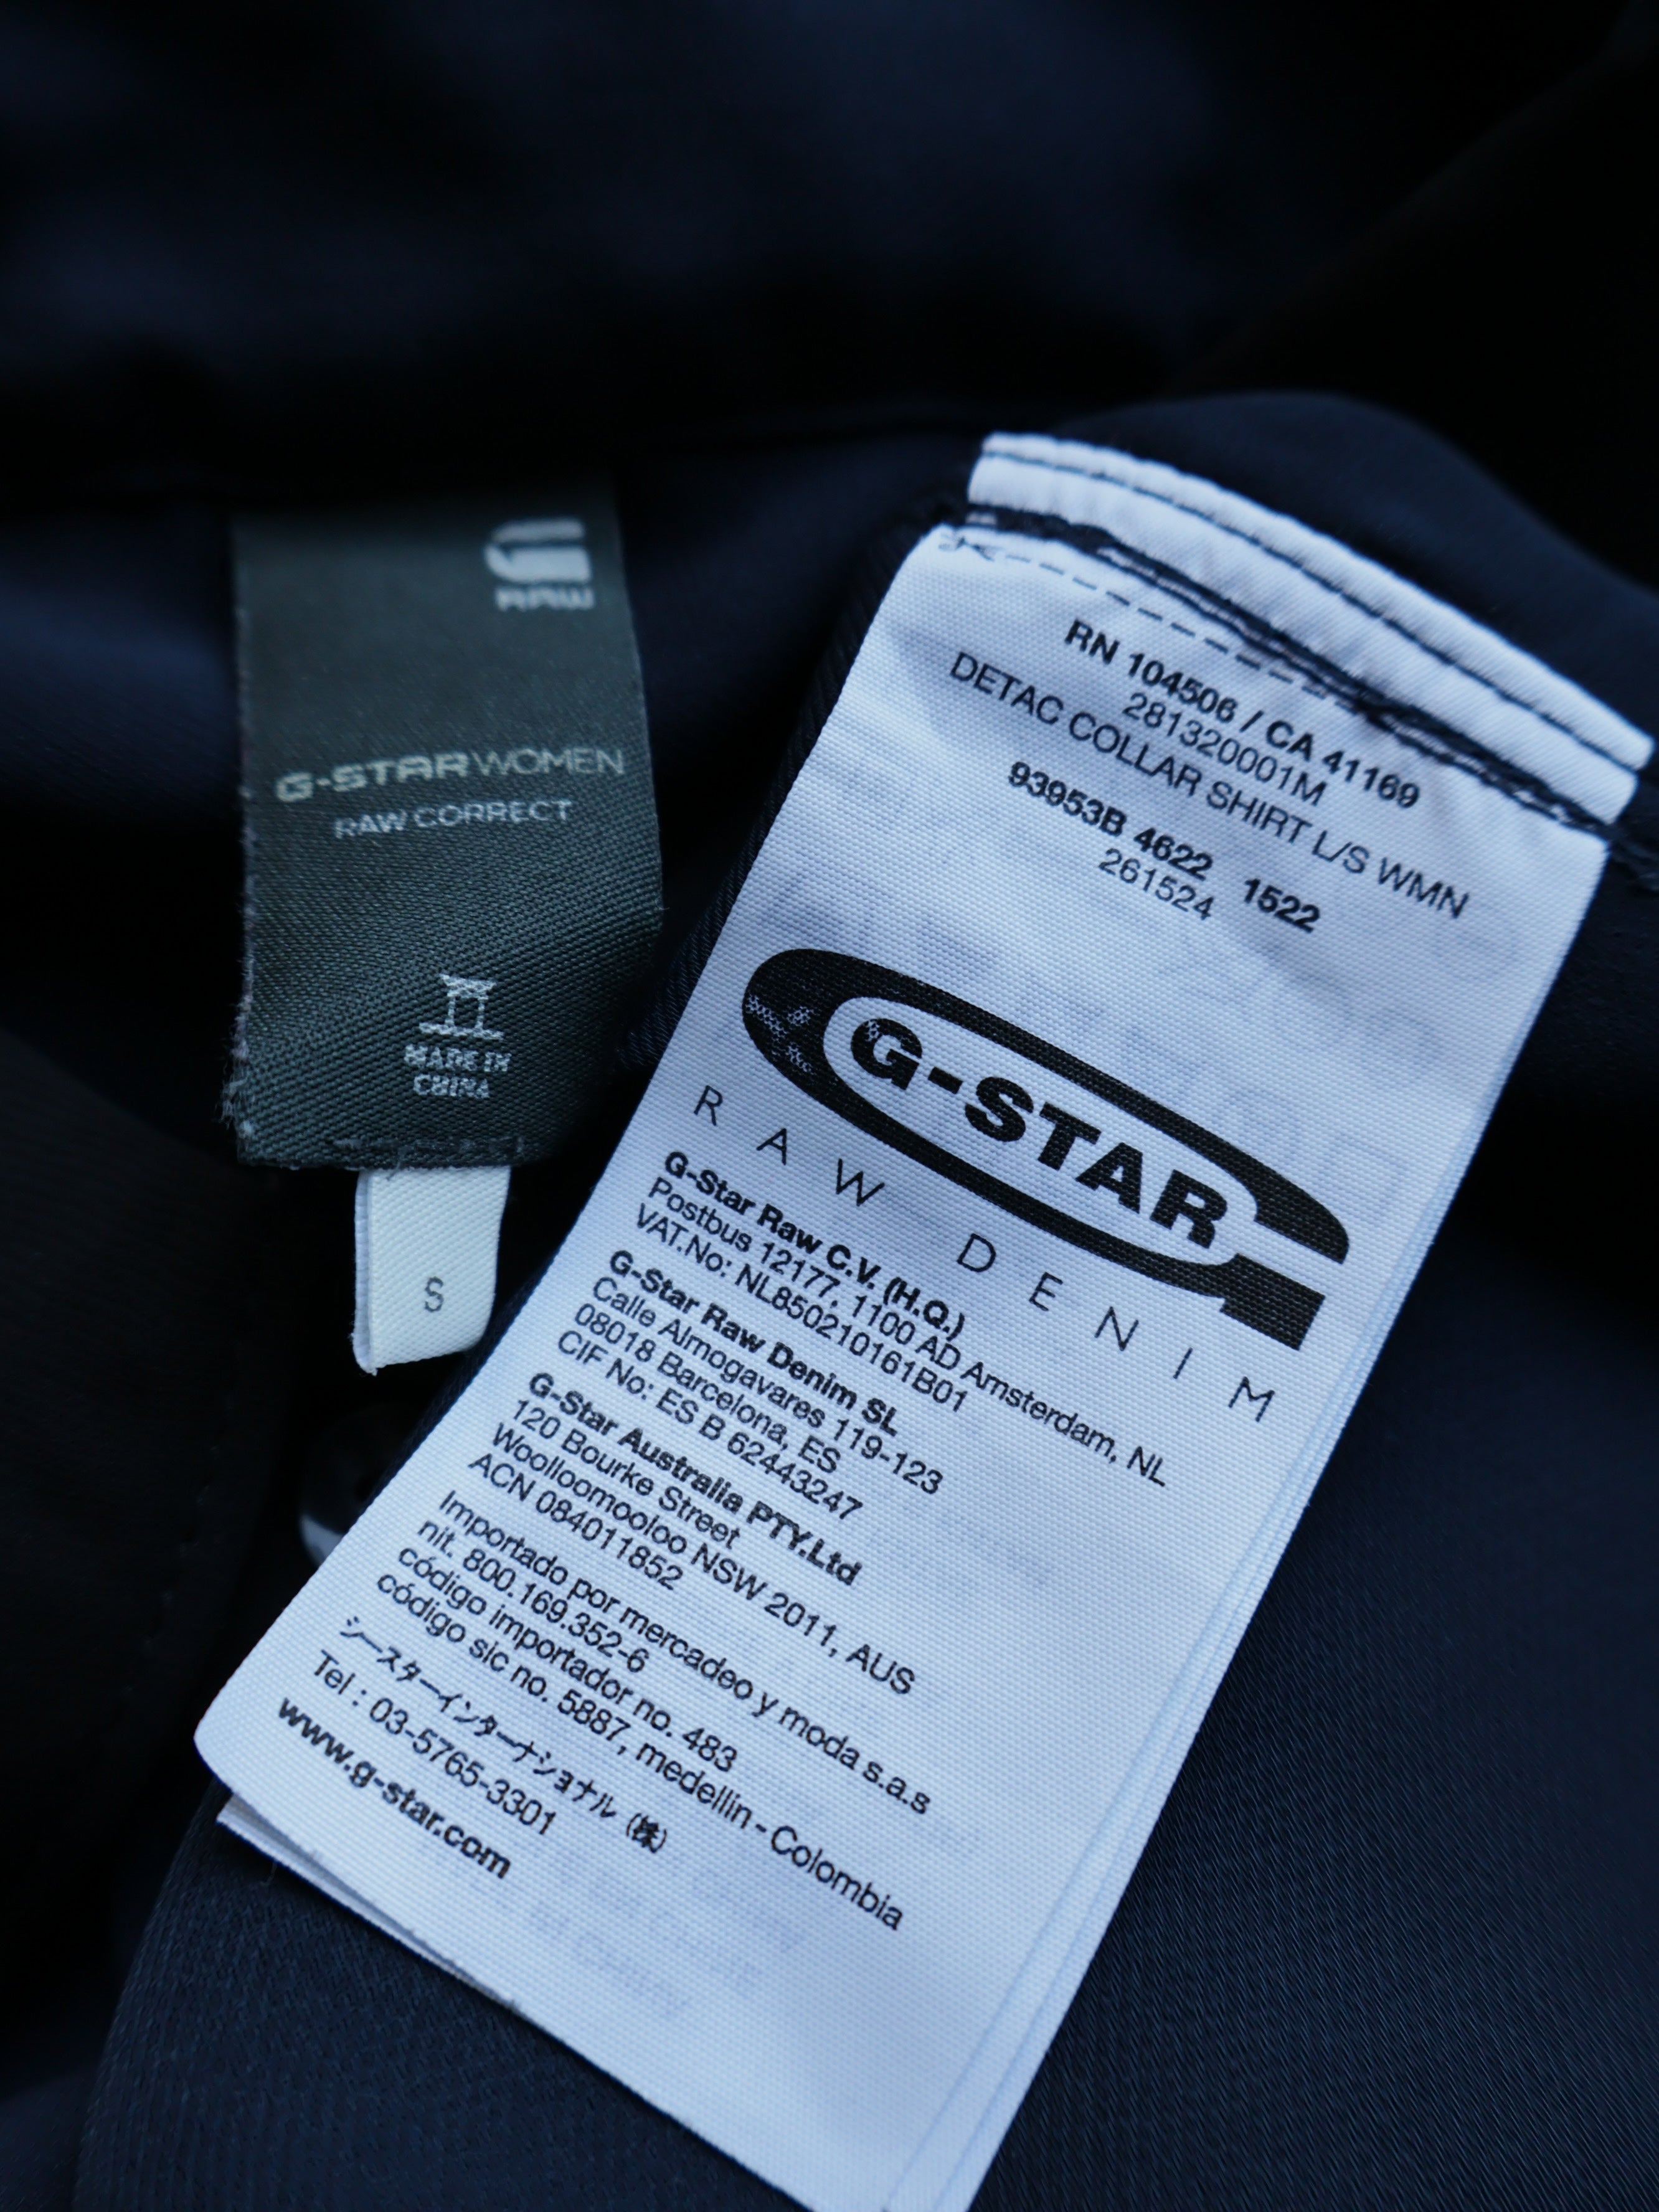 RAW
G-STAR WOMEN
RAW CORRECT
MADE IN
CHINA
S
RN 104506 / CA 41169
281320001M
DETAC COLLAR SHIRT L/S WMN
93953B 4622 1522
261524
G-STAR
RAW DENIM
G-Star Raw C.V. (H.Q.)
Postbus 12177, 1100 AD Amsterdam, NL
VAT.No: NL850210161B01
G-Star Raw Denim SL
Calle Almogavares 119-123
08018 Barcelona, ES
CIF No: ES B 62443247
G-Star Australia PTY.Ltd
120 Bourke Street
Woolloomooloo NSW 2011, AUS
ACN 084011852
Importado por mercadeo y moda s.a.s
nit. 800.169.352-6
código importador no. 483
código sic no. 5887, medellin - Colombia
シースターインターナショナル (株)
Tel : 03-5765-3301
www.g-star.com